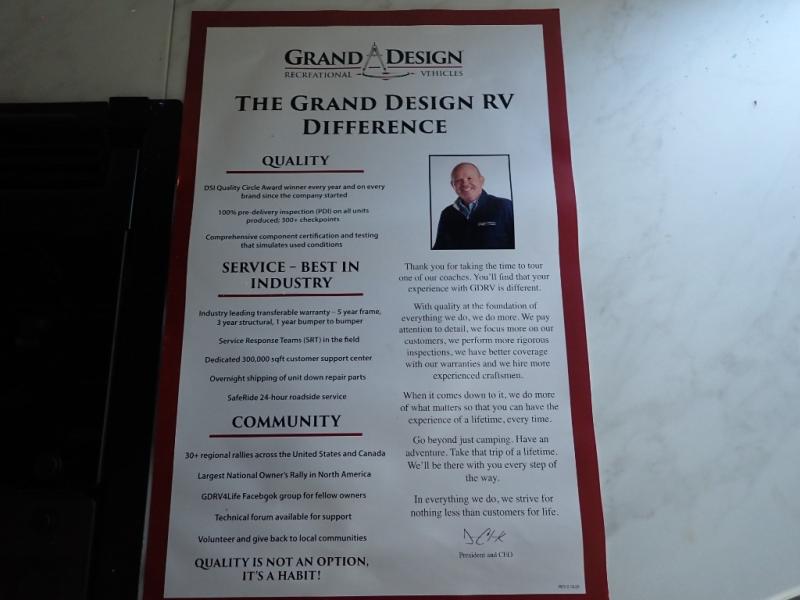 GRAND DESIGN
RECREATIONAL VEHICLES
THE GRAND DESIGN RV
DIFFERENCE
QUALITY
DSI Quality Circle Award winner every year and on every
brand since the company started
100% pre-delivery inspection (PDI) on all units
produced; 300+ checkpoints
Comprehensive component certification and testing
that simulates used conditions
SERVICE – BEST IN
INDUSTRY
Industry leading transferable warranty – 5 year frame,
3 year structural, 1 year bumper to bumper
Service Response Teams (SRT) in the field
Dedicated 300,000 sqft customer support center
Overnight shipping of unit down repair parts
SafeRide 24-hour roadside service
COMMUNITY
30+ regional rallies across the United States and Canada
Largest National Owner's Rally in North America
GDRV4Life Facebook group for fellow owners
Technical forum available for support
Volunteer and give back to local communities
QUALITY IS NOT AN OPTION,
IT'S A HABIT!
Thank you for taking the time to tour
one of our coaches. You'll find that your
experience with GDRV is different.
With quality at the foundation of
everything we do, we do more. We pay
attention to detail, we focus more on our
customers, we perform more rigorous
inspections, we have better coverage
with our warranties and we hire more
experienced craftsmen.
When it comes down to it, we do more
of what matters so that you can have the
experience of a lifetime, every time.
Go beyond just camping. Have an
adventure. Take that trip of a lifetime.
We'll be there with you every step of
the way.
In everything we do, we strive for
nothing less than customers for life.
President and CEO